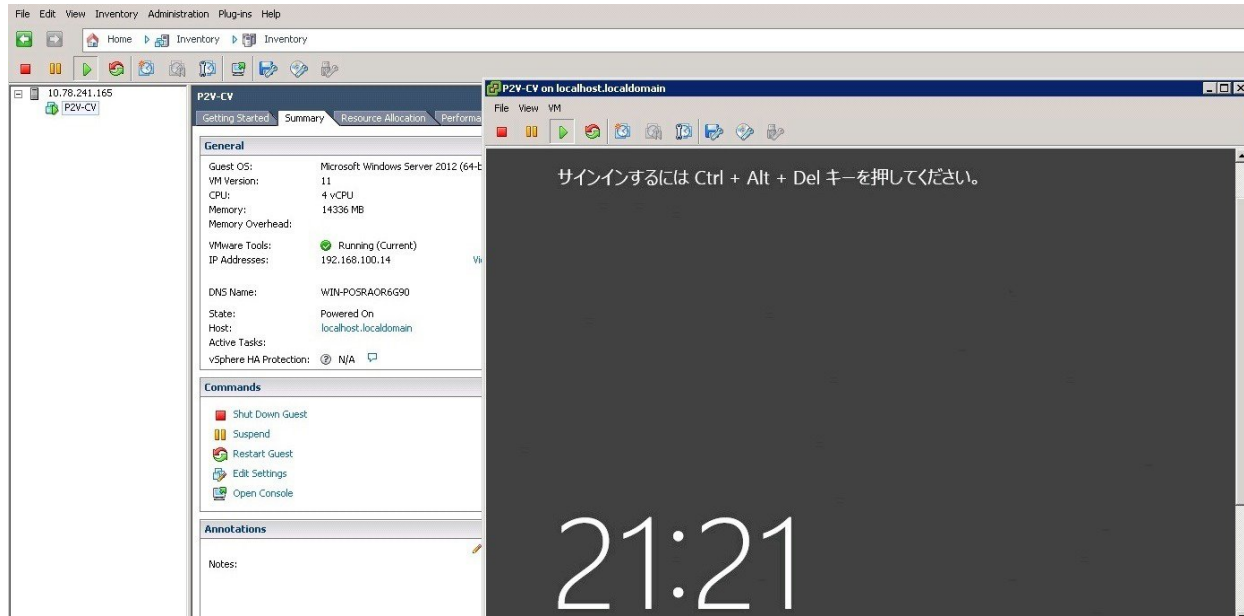 File Edit View Inventory Administration Plug-ins Help
Home Inventory Inventory
10.78.241.165
P2V-CV
P2V-CV
Getting Started Summary Resource Allocation Performa
General
Guest OS: Microsoft Windows Server 2012 (64-b
VM Version: 11
CPU: 4 vCPU
Memory: 14336 MB
Memory Overhead:
VMware Tools: Running (Current)
IP Addresses: 192.168.100.14 Vi
DNS Name: WIN-POSRAOR6G90
State: Powered On
Host: localhost.localdomain
Active Tasks:
vSphere HA Protection: N/A
Commands
Shut Down Guest
Suspend
Restart Guest
Edit Settings
Open Console
Annotations
Notes:
P2V-CV on localhost.localdomain
File View VM
サインインするには Ctrl + Alt + Del キーを押してください。
21:21